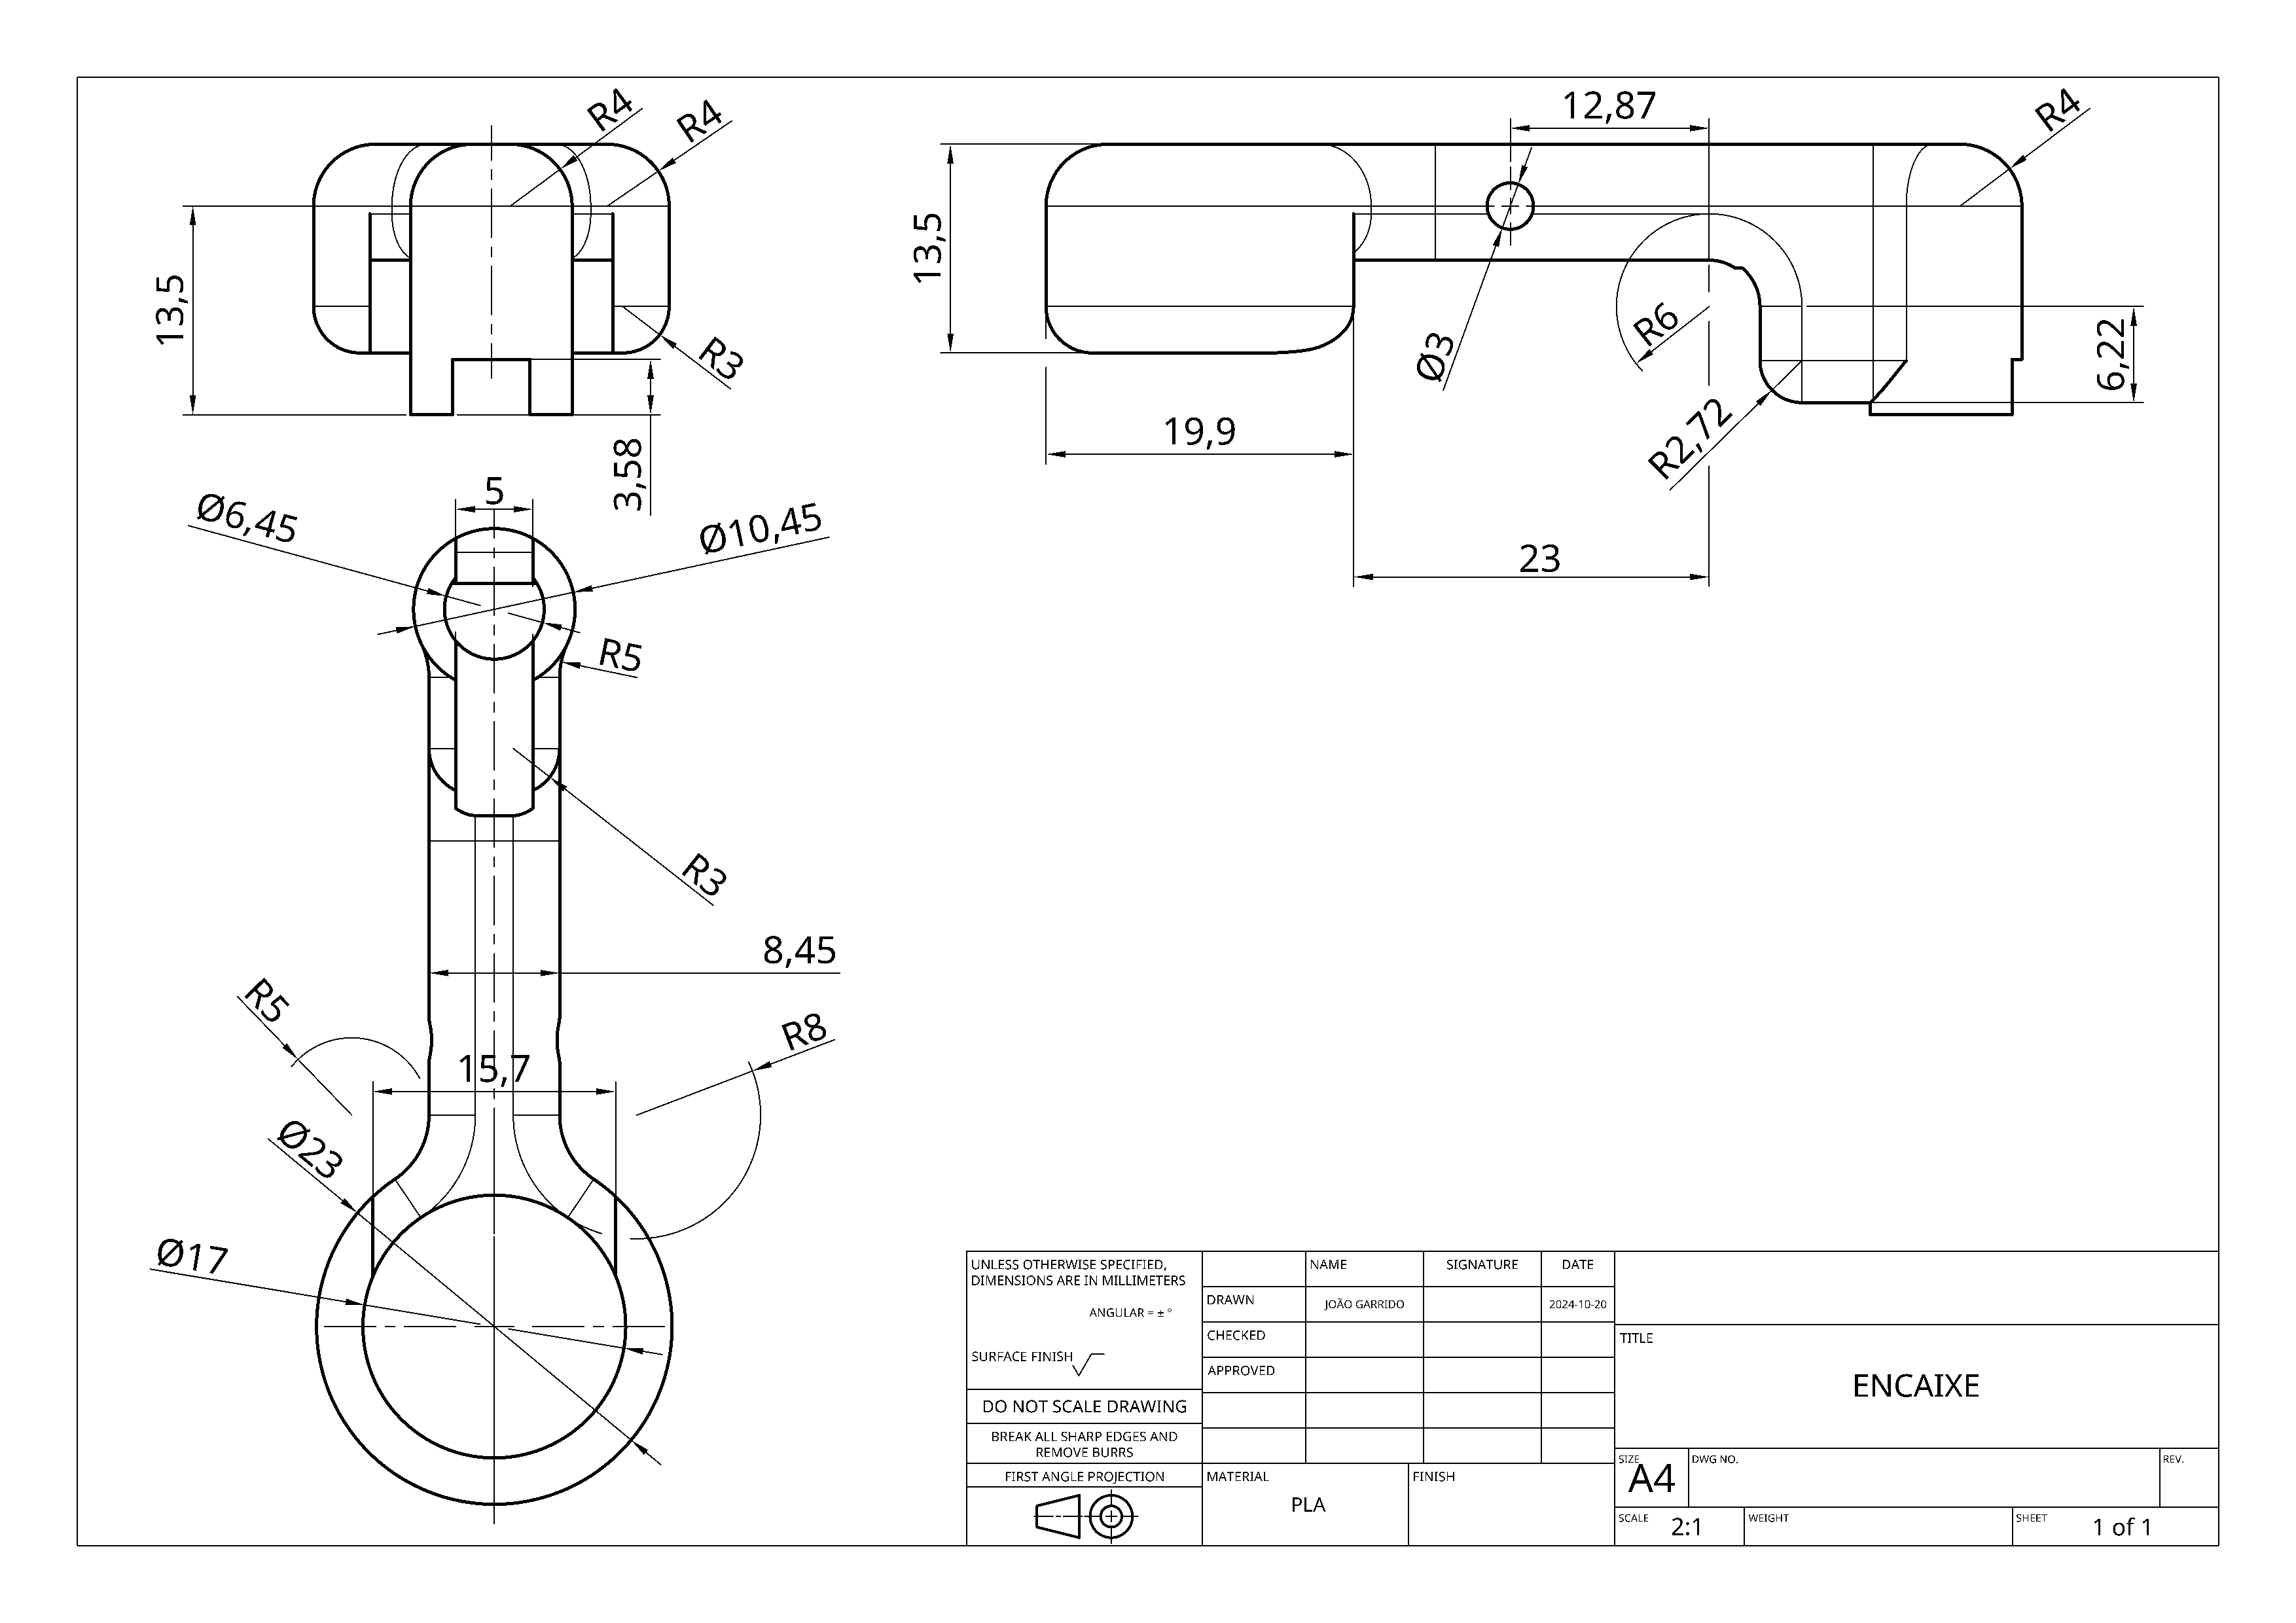 R4
R4
13,5
R3
3,58
12,87
R4
13,5
Ø3
R6
6,22
R2,72
19,9
23
5
Ø6,45
Ø10,45
R5
R3
8,45
R5
R8
15,7
Ø23
Ø17
UNLESS OTHERWISE SPECIFIED,
DIMENSIONS ARE IN MILLIMETERS
ANGULAR = ± °
SURFACE FINISH
DO NOT SCALE DRAWING
BREAK ALL SHARP EDGES AND
REMOVE BURRS
FIRST ANGLE PROJECTION
NAME SIGNATURE DATE
DRAWN JOÃO GARRIDO 2024-10-20
CHECKED
APPROVED
MATERIAL
PLA
FINISH
TITLE
ENCAIXE
SIZE
A4
DWG NO.
REV.
SCALE 2:1
WEIGHT
SHEET 1 of 1